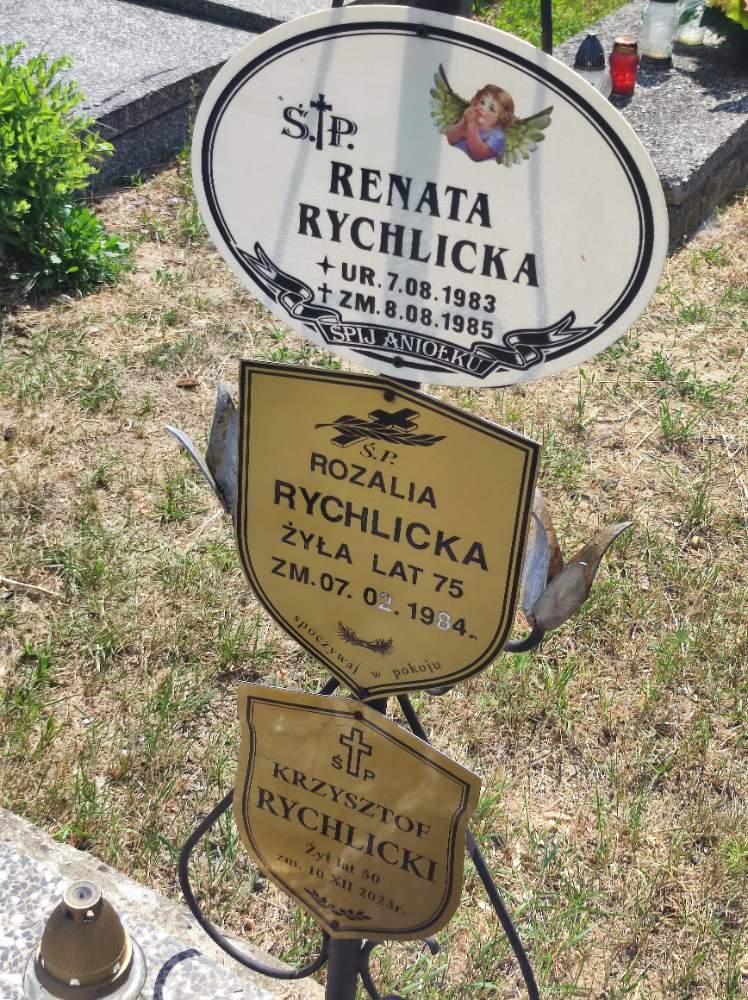 Ś.P.
RENATA
RYCHLICKA
UR. 7.08.1983
ZM. 8.08.1985
ŚPIJ ANIOŁKU
Ś.P.
ROZALIA
RYCHLICKA
ŻYŁA LAT 75
ZM. 07. 02. 1984.
spoczywaj w pokoju
Ś P
KRZYSZTOF
RYCHLICKI
Żył lat 50
zm. 10 XII 2023r.